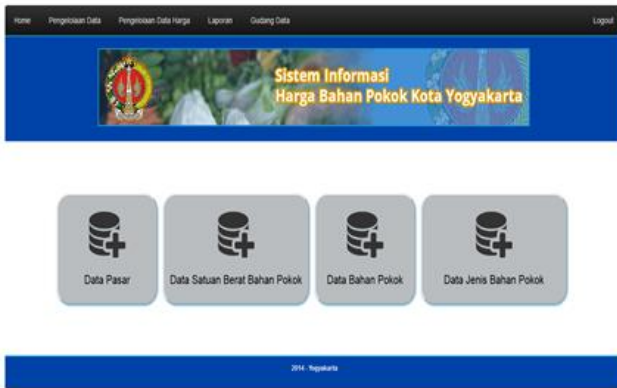 Home Pengelolaan Data Pengelolaan Data Harga Laporan Gudang Data Logout
Sistem Informasi
Harga Bahan Pokok Kota Yogyakarta
Data Pasar Data Satuan Berat Bahan Pokok Data Bahan Pokok Data Jenis Bahan Pokok
2014 - Yogyakarta